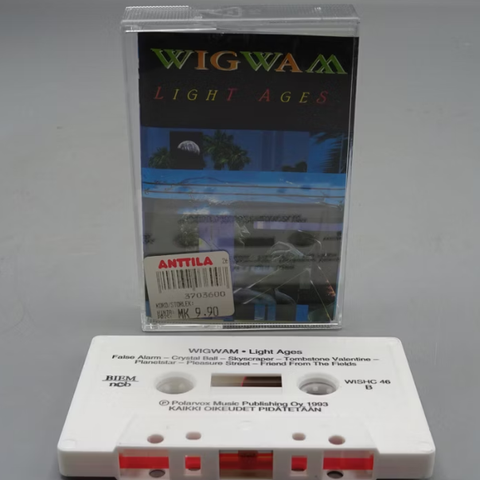 WIGWAM
LIGHT AGES
ANTTILA 3
3703600
MK 9.90
WIGWAM • Light Ages
False Alarm – Crystal Ball – Skyscraper – Tombstone Valentine –
Planetstar – Pleasure Street – Friend From The Fields
BIEM
ncb
WISHC 46
B
℗ Polarvox Music Publishing Oy 1993
KAIKKI OIKEUDET PIDÄTETÄÄN